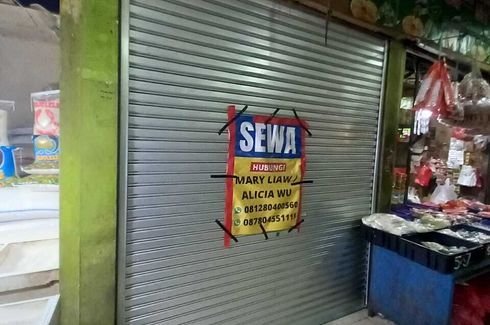 SEWA
HUBUNGI
MARY LIAW
ALICIA WU
081280400560
087804551111